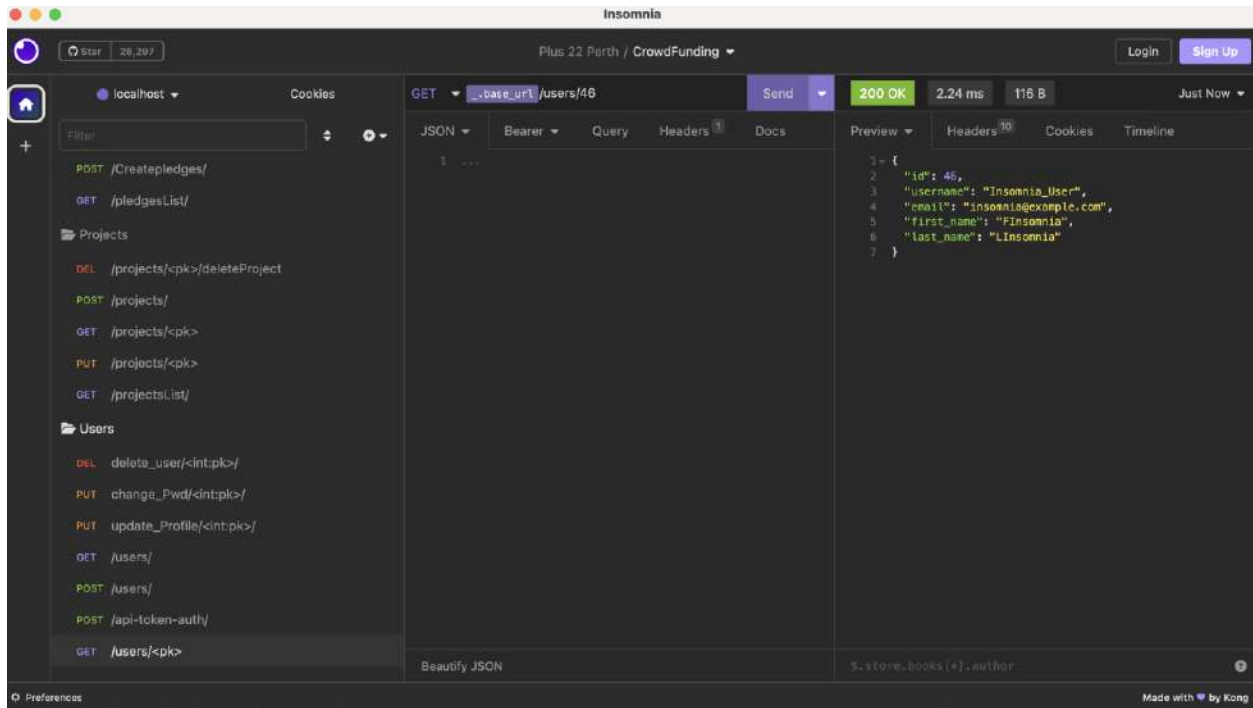 Insomnia
Star 28,297
Plus 22 Perth / CrowdFunding
Login
Sign Up
localhost
Cookies
Filter
POST /Createpledges/
GET /pledgesList/
Projects
DEL /projects/<pk>/deleteProject
POST /projects/
GET /projects/<pk>
PUT /projects/<pk>
GET /projectsList/
Users
DEL delete_user/<int:pk>/
PUT change_Pwd/<int:pk>/
PUT update_Profile/<int:pk>/
GET /users/
POST /users/
POST /api-token-auth/
GET /users/<pk>
GET _.base_url /users/46
Send
JSON Bearer Query Headers 1 Docs
1 ...
Beautify JSON
200 OK 2.24 ms 116 B Just Now
Preview Headers 10 Cookies Timeline
1 {
2 "id": 46,
3 "username": "Insomnia_User",
4 "email": "insomnia@example.com",
5 "first_name": "FInsomnia",
6 "last_name": "LInsomnia"
7 }
$.store.books[*].author
Preferences
Made with by Kong